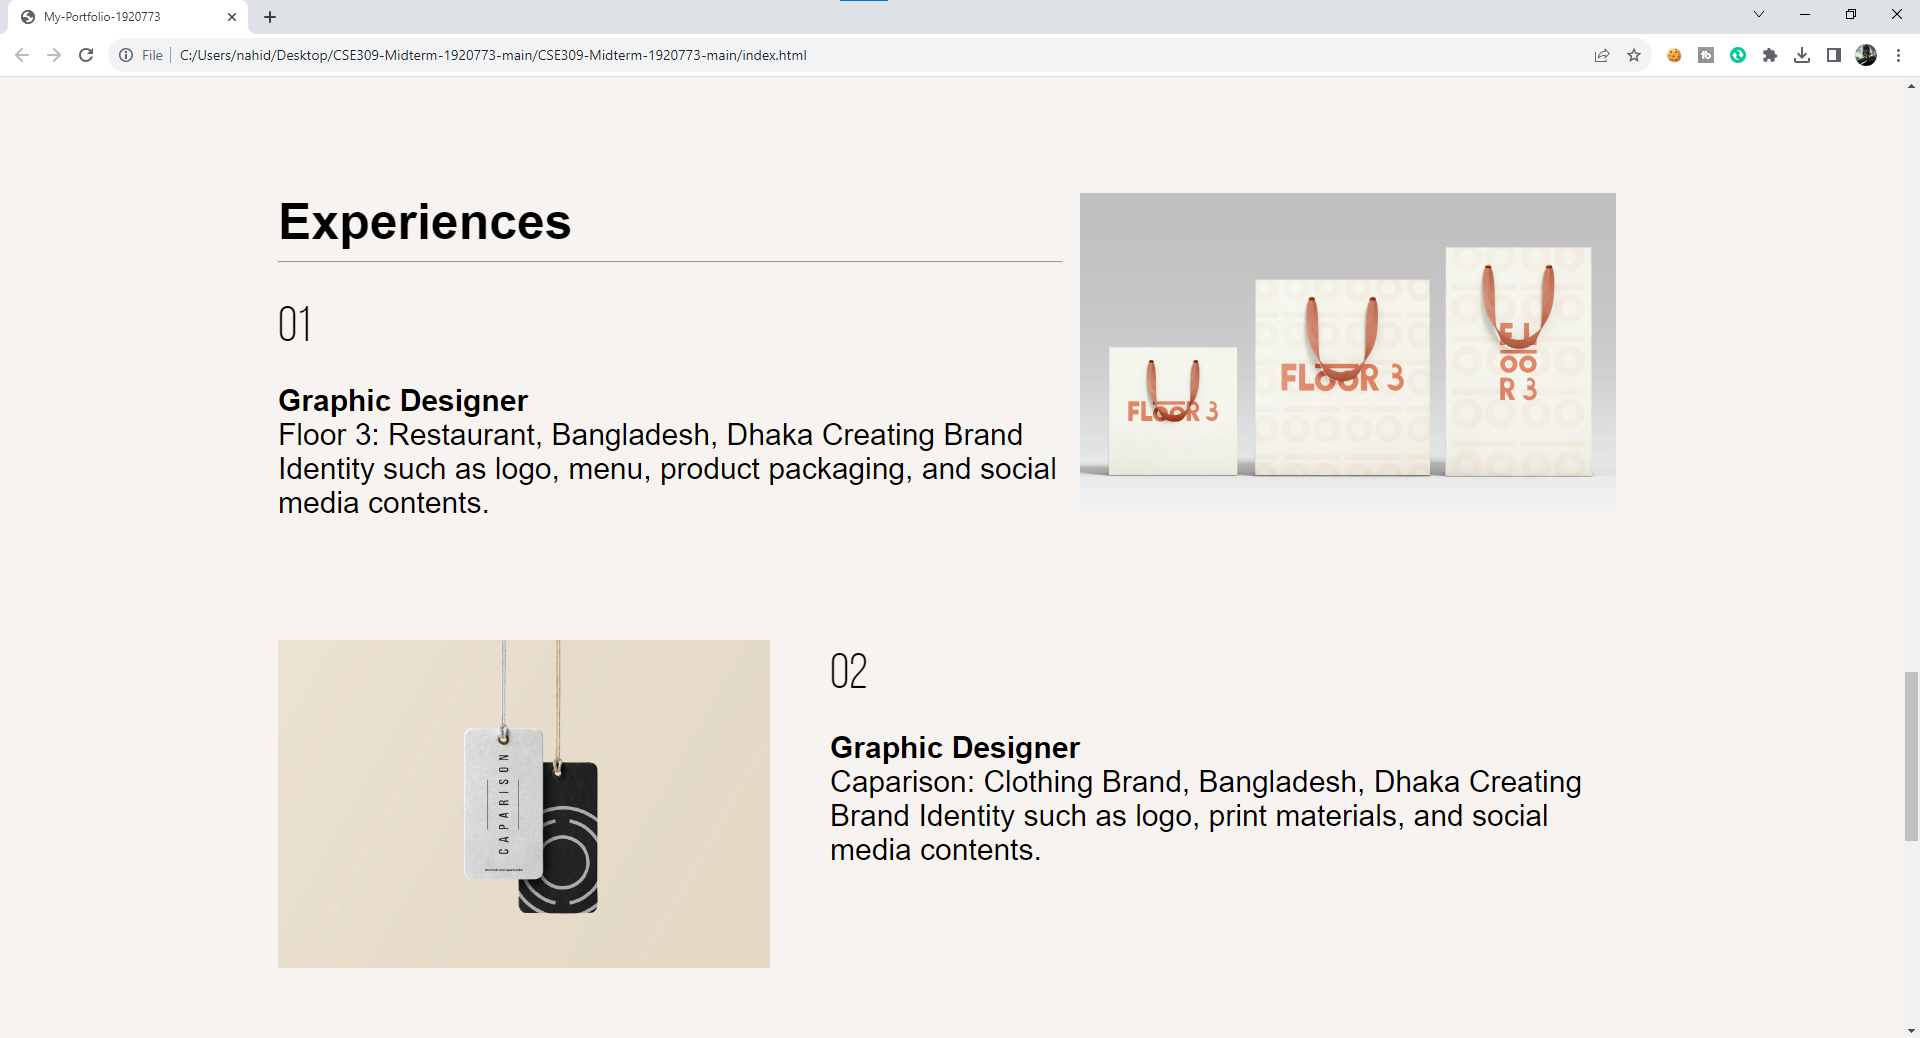 My-Portfolio-1920773
File
C:/Users/nahid/Desktop/CSE309-Midterm-1920773-main/CSE309-Midterm-1920773-main/index.html
Experiences
01
Graphic Designer
Floor 3: Restaurant, Bangladesh, Dhaka Creating Brand
Identity such as logo, menu, product packaging, and social
media contents.
FLOOR 3
FLOOR 3
FL
OO
R 3
CAPARISON
02
Graphic Designer
Caparison: Clothing Brand, Bangladesh, Dhaka Creating
Brand Identity such as logo, print materials, and social
media contents.